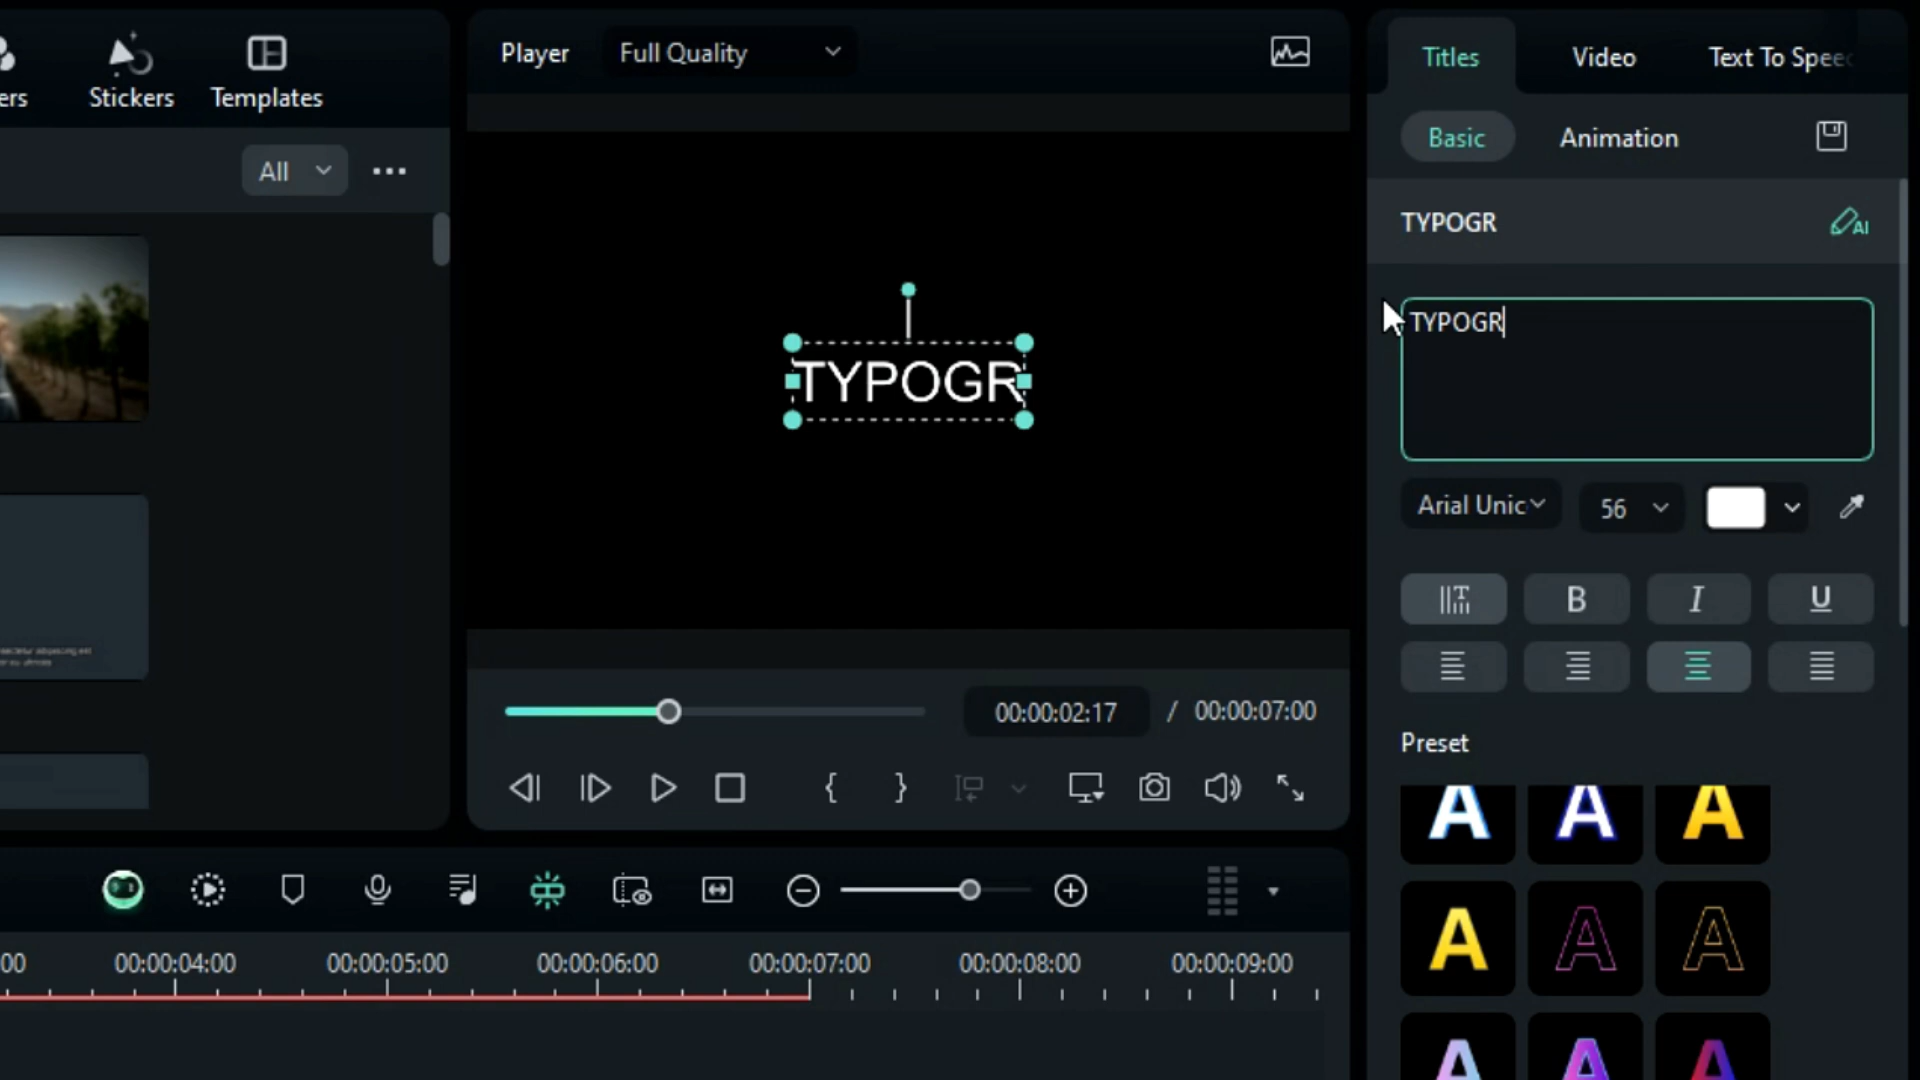 ers
Stickers
Templates
All
Player
Full Quality
TYPOGR
00:00:02:17 / 00:00:07:00
Titles
Video
Text To Speec
Basic
Animation
TYPOGR
AI
TYPOGR
Arial Unic
56
B
I
U
Preset
A A A
A A A
A A A
00
00:00:04:00
00:00:05:00
00:00:06:00
00:00:07:00
00:00:08:00
00:00:09:00